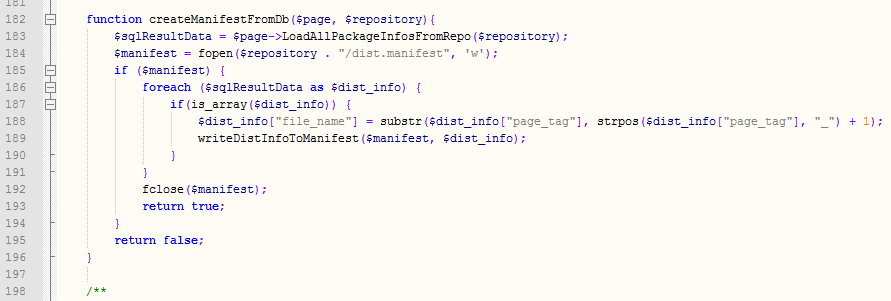 181
182 function createManifestFromDb($page, $repository){
183 $sqlResultData = $page->LoadAllPackageInfosFromRepo($repository);
184 $manifest = fopen($repository . "/dist.manifest", 'w');
185 if ($manifest) {
186 foreach ($sqlResultData as $dist_info) {
187 if(is_array($dist_info)) {
188 $dist_info["file_name"] = substr($dist_info["page_tag"], strpos($dist_info["page_tag"], "_") + 1);
189 writeDistInfoToManifest($manifest, $dist_info);
190 }
191 }
192 fclose($manifest);
193 return true;
194 }
195 return false;
196 }
197
198 /**